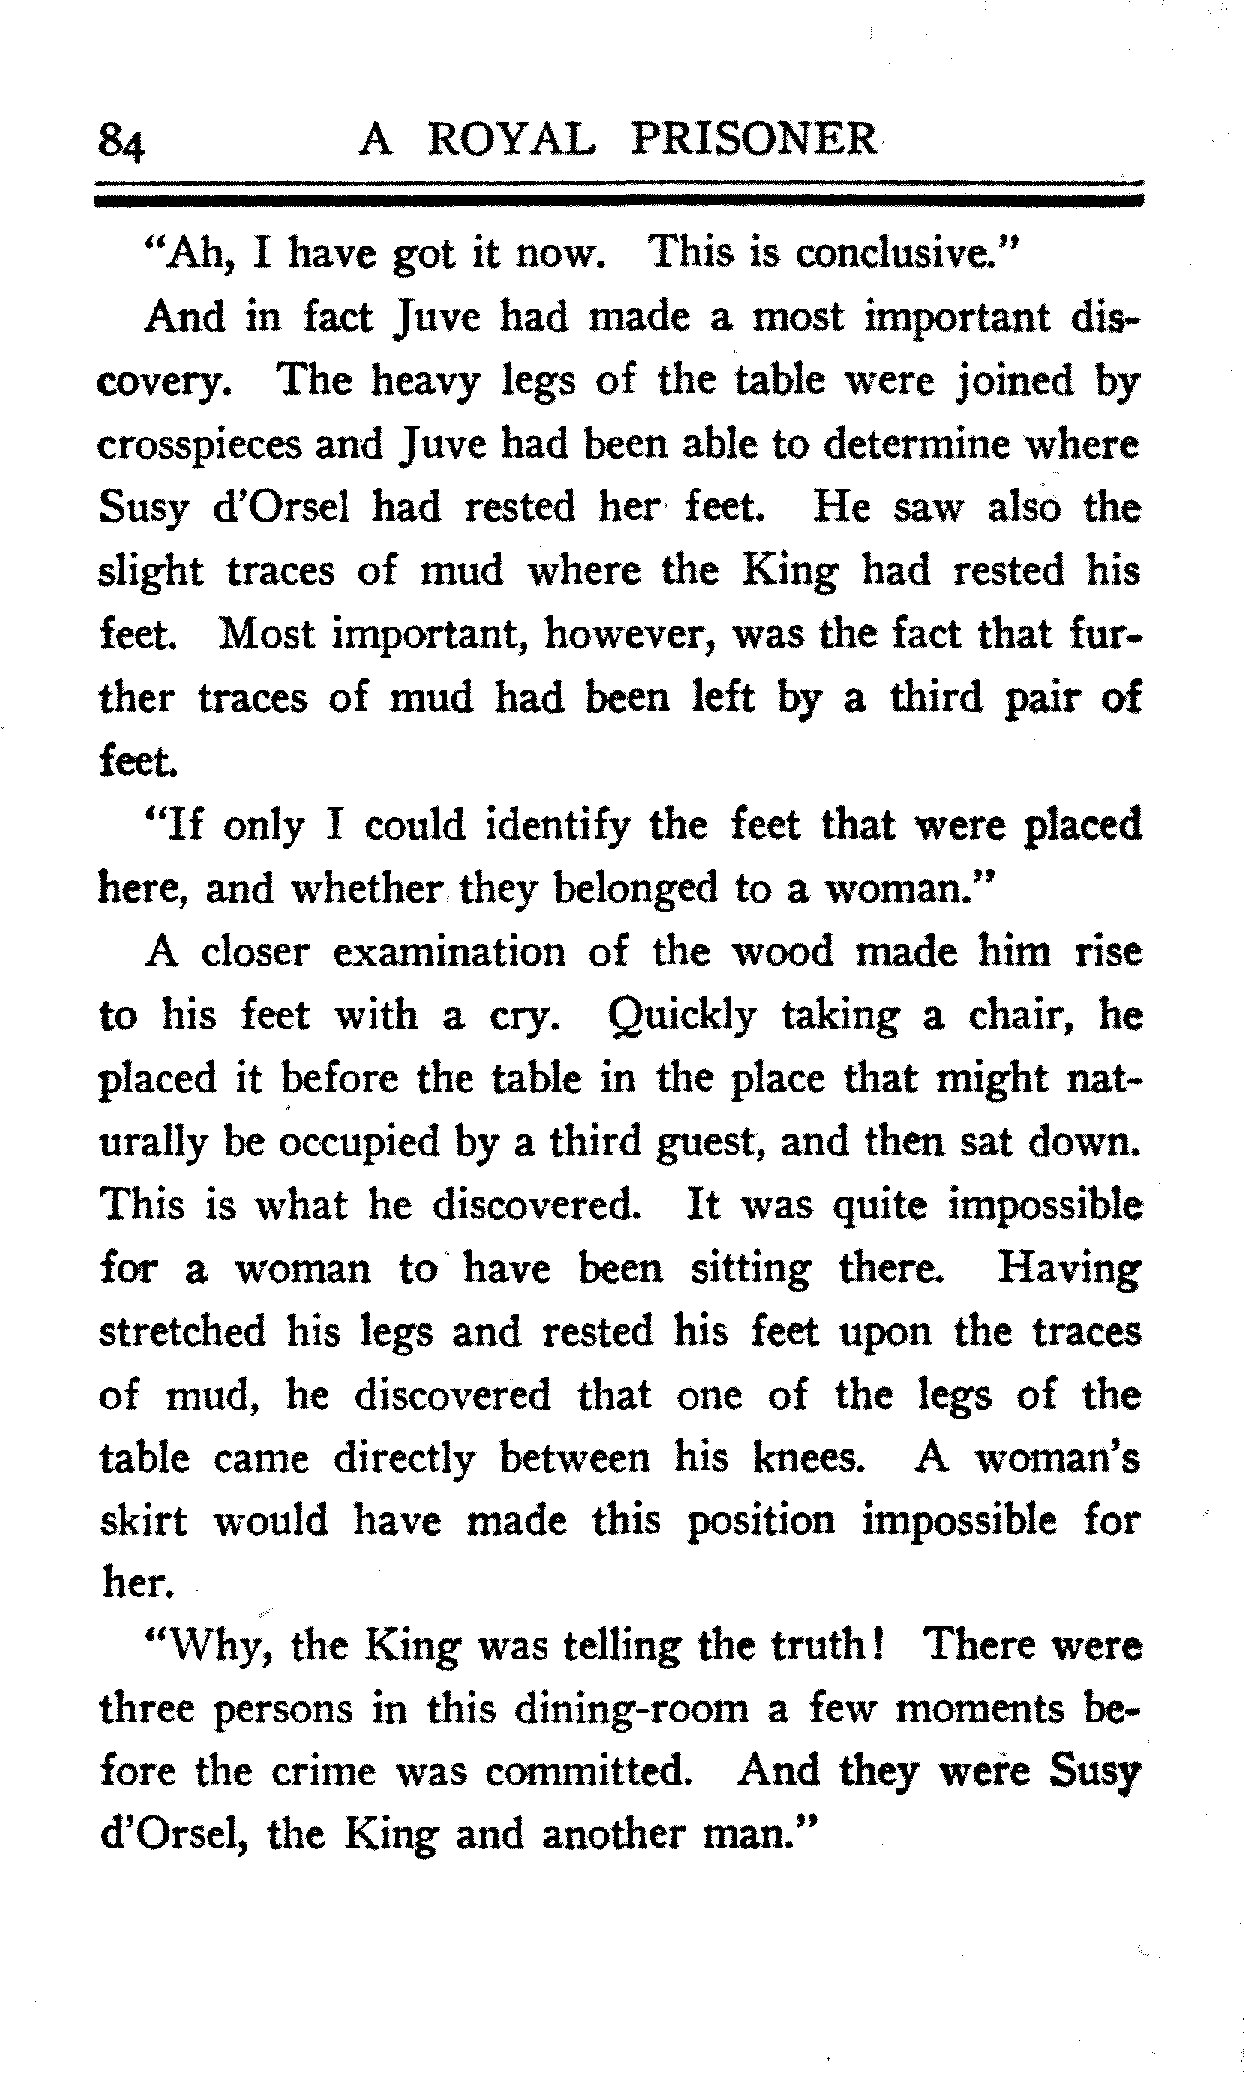 84 A ROYAL PRISONER
"Ah, I have got it now. This is conclusive."
And in fact Juve had made a most important dis-
covery. The heavy legs of the table were joined by
crosspieces and Juve had been able to determine where
Susy d'Orsel had rested her feet. He saw also the
slight traces of mud where the King had rested his
feet. Most important, however, was the fact that fur-
ther traces of mud had been left by a third pair of
feet.
"If only I could identify the feet that were placed
here, and whether they belonged to a woman."
A closer examination of the wood made him rise
to his feet with a cry. Quickly taking a chair, he
placed it before the table in the place that might nat-
urally be occupied by a third guest, and then sat down.
This is what he discovered. It was quite impossible
for a woman to have been sitting there. Having
stretched his legs and rested his feet upon the traces
of mud, he discovered that one of the legs of the
table came directly between his knees. A woman's
skirt would have made this position impossible for
her.
"Why, the King was telling the truth! There were
three persons in this dining-room a few moments be-
fore the crime was committed. And they were Susy
d'Orsel, the King and another man."